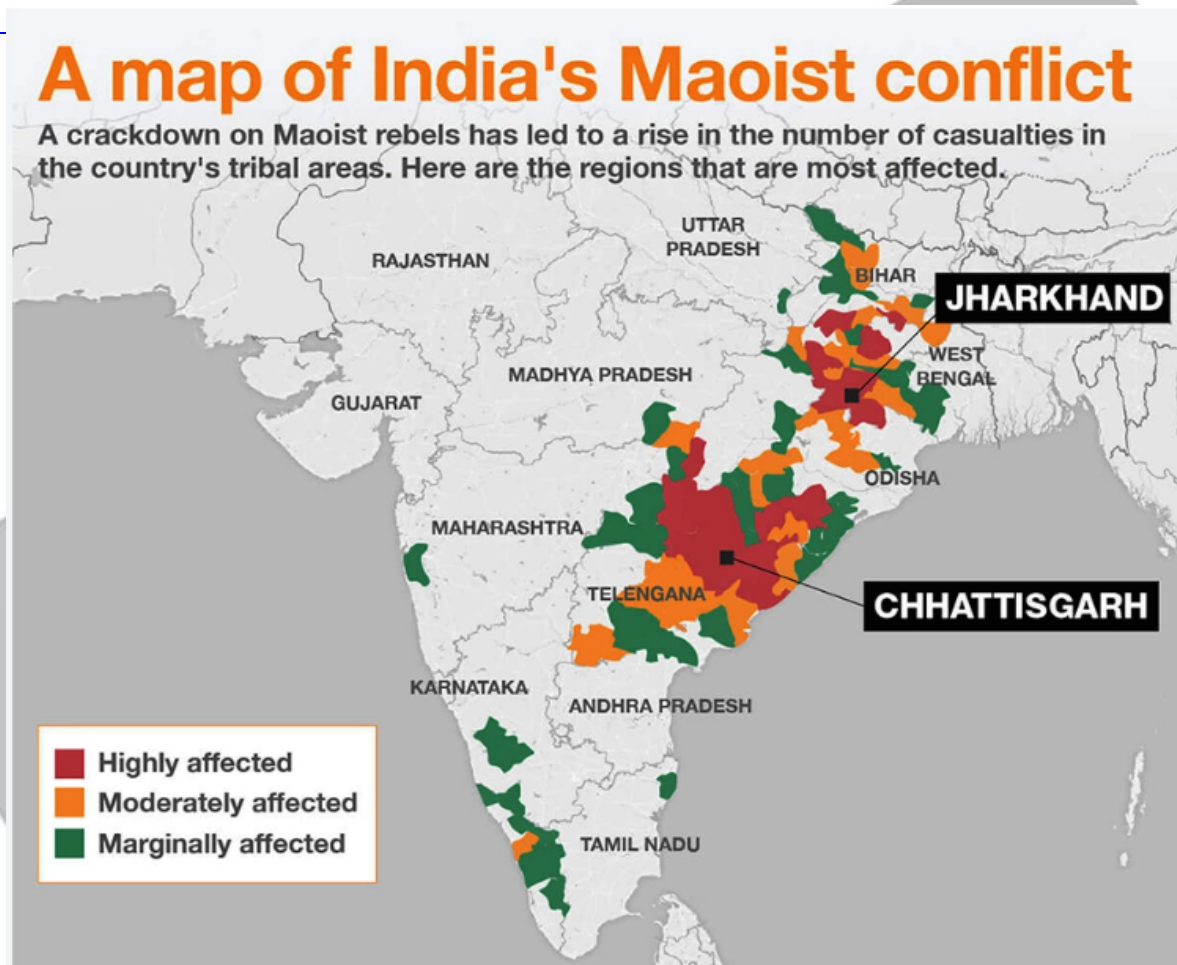 A map of India's Maoist conflict
A crackdown on Maoist rebels has led to a rise in the number of casualties in
the country's tribal areas. Here are the regions that are most affected.
UTTAR
PRADESH
RAJASTHAN
BIHAR
JHARKHAND
WEST
BENGAL
MADHYA PRADESH
GUJARAT
ODISHA
MAHARASHTRA
TELENGANA
CHHATTISGARH
KARNATAKA
ANDHRA PRADESH
Highly affected
Moderately affected
Marginally affected
TAMIL NADU